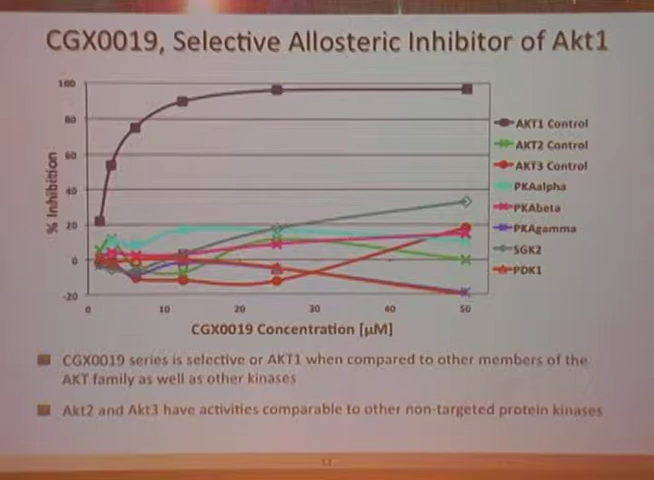 CGX0019, Selective Allosteric Inhibitor of Akt1
% Inhibition
100
80
60
40
20
0
-20
0
10
20
30
40
50
CGX0019 Concentration [μM]
AKT1 Control
AKT2 Control
AKT3 Control
PKAalpha
PKAbeta
PKAgamma
SGK2
PDK1
CGX0019 series is selective or AKT1 when compared to other members of the
AKT family as well as other kinases
Akt2 and Akt3 have activities comparable to other non-targeted protein kinases